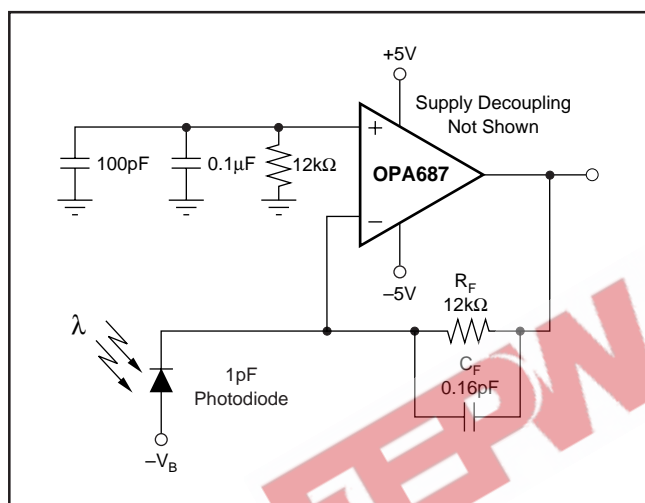 +5V
Supply Decoupling
Not Shown
+
OPA687
100pF
0.1µF
12kΩ
−
−5V
R_F
12kΩ
λ
1pF
Photodiode
C_F
0.16pF
−V_B
EEPW